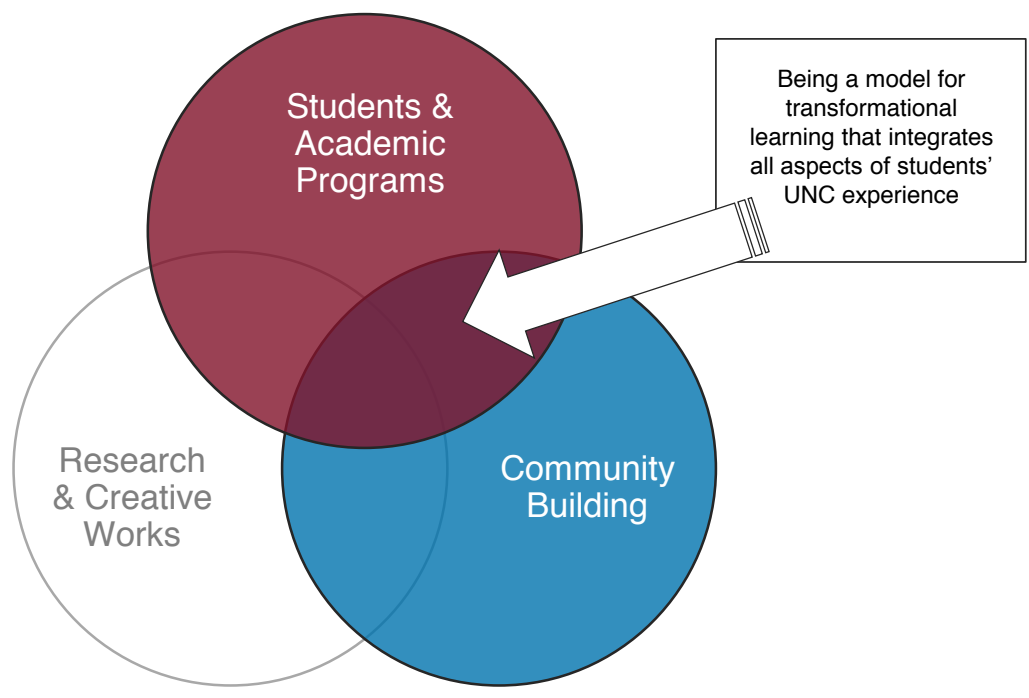 Students &
Academic
Programs
Being a model for
transformational
learning that integrates
all aspects of students’
UNC experience
Research
& Creative
Works
Community
Building